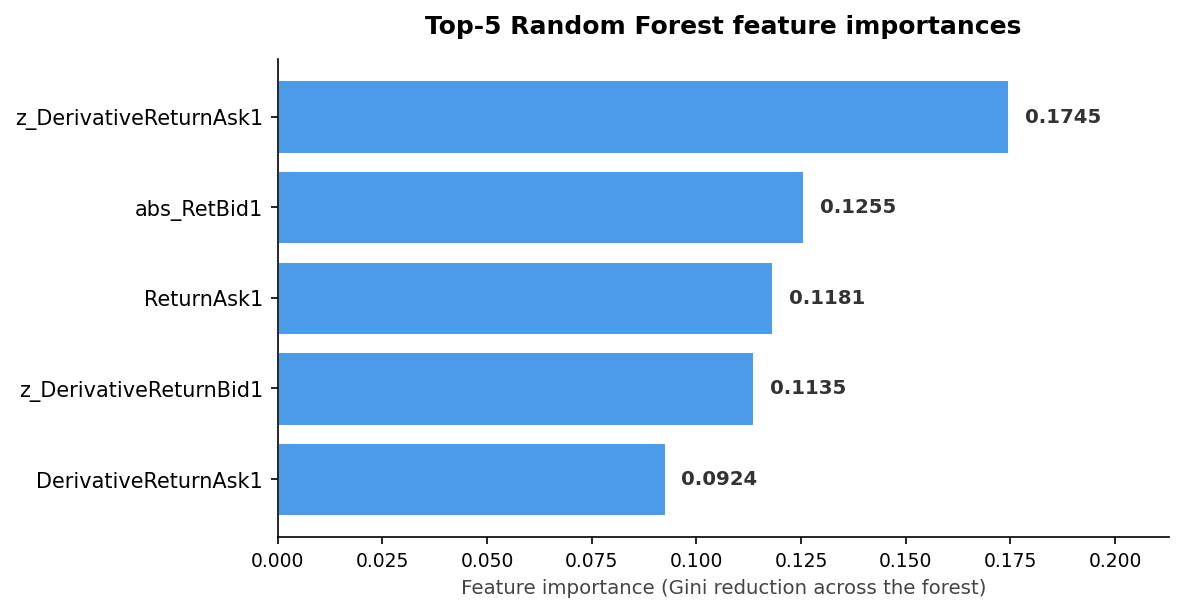 Top-5 Random Forest feature importances
z_DerivativeReturnAsk1
0.1745
abs_RetBid1
0.1255
ReturnAsk1
0.1181
z_DerivativeReturnBid1
0.1135
DerivativeReturnAsk1
0.0924
0.000 0.025 0.050 0.075 0.100 0.125 0.150 0.175 0.200
Feature importance (Gini reduction across the forest)